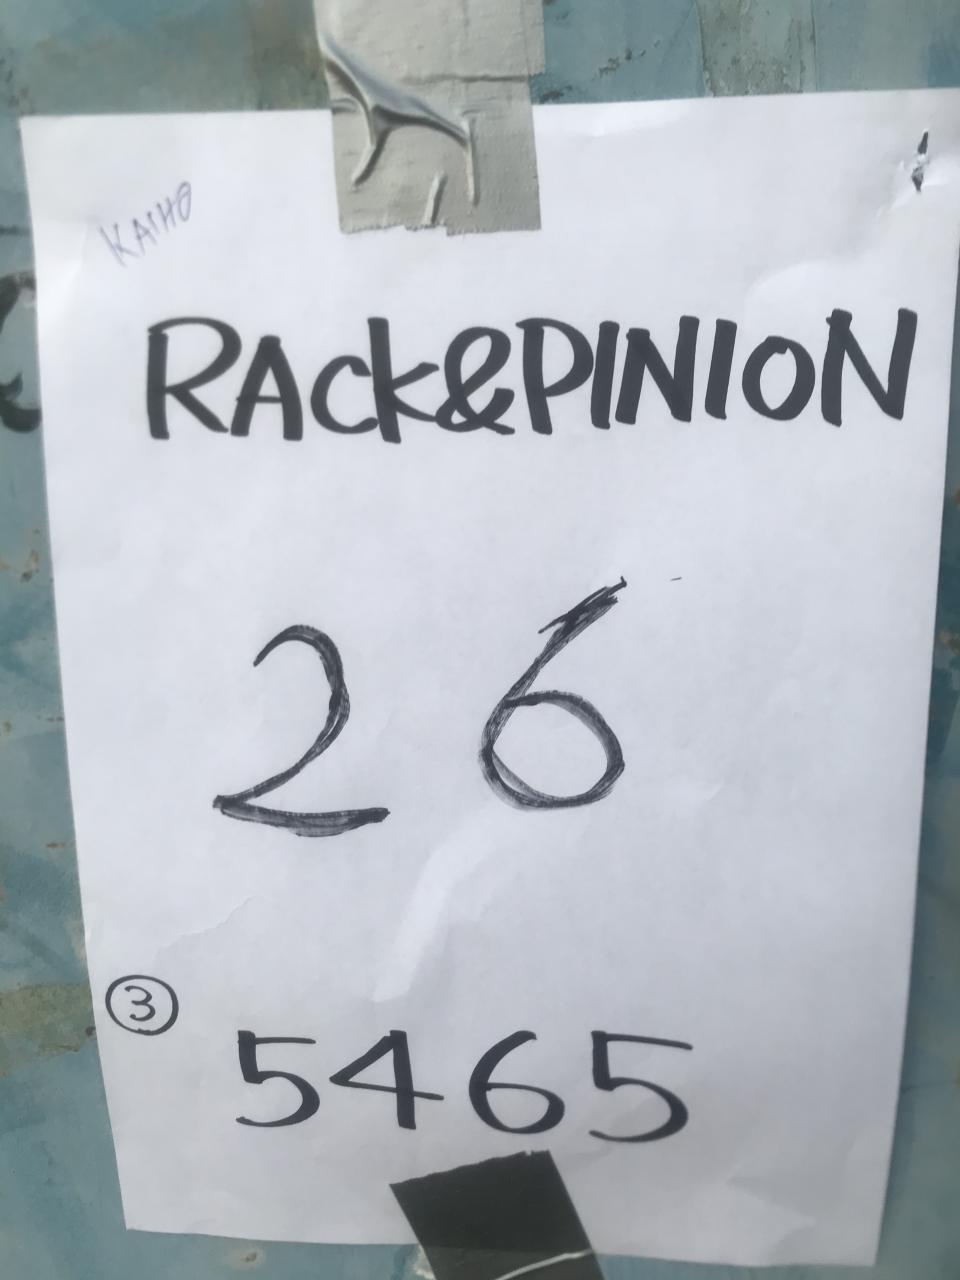 KAIHO
RACK&PINION
26
③ 5465